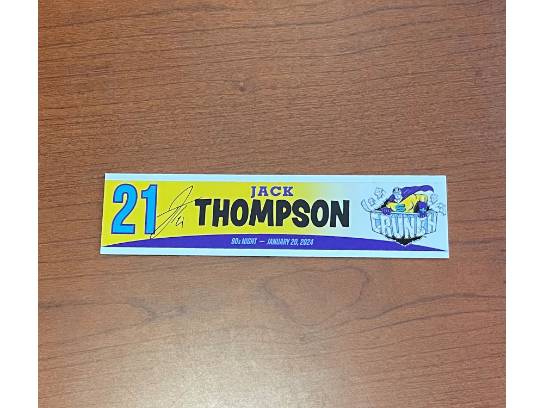 21
JACK
THOMPSON
90s NIGHT — JANUARY 20, 2024
CRUNCH